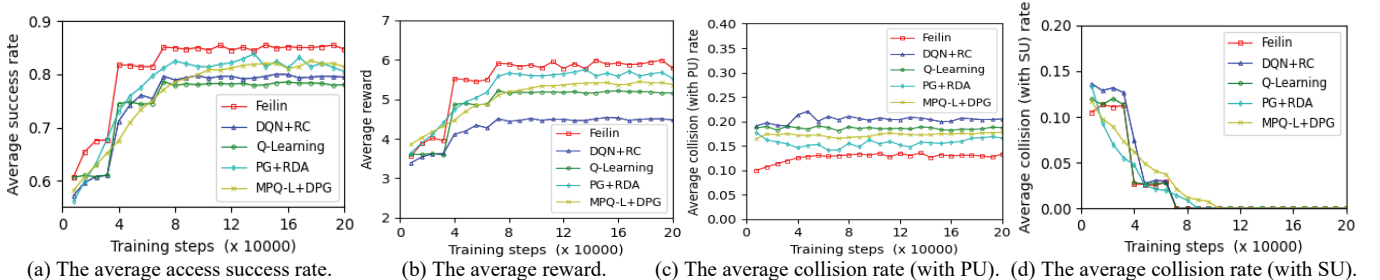 Average success rate
0.9
0.8
0.7
0.6
0
4
8
12
16
20
Training steps (x 10000)
Feilin
DQN+RC
Q-Learning
PG+RDA
MPQ-L+DPG
(a) The average access success rate.
Average reward
7
6
5
4
3
2
0
4
8
12
16
20
Training steps (x 10000)
Feilin
DQN+RC
Q-Learning
PG+RDA
MPQ-L+DPG
(b) The average reward.
Average collision (with PU) rate
0.40
0.35
0.30
0.25
0.20
0.15
0.10
0.05
0.00
0
4
8
12
16
20
Training steps (x 10000)
Feilin
DQN+RC
Q-Learning
PG+RDA
MPQ-L+DPG
(c) The average collision rate (with PU).
Average collision (with SU) rate
0.20
0.15
0.10
0.05
0.00
0
4
8
12
16
20
Training steps (x 10000)
Feilin
DQN+RC
Q-Learning
PG+RDA
MPQ-L+DPG
(d) The average collision rate (with SU).